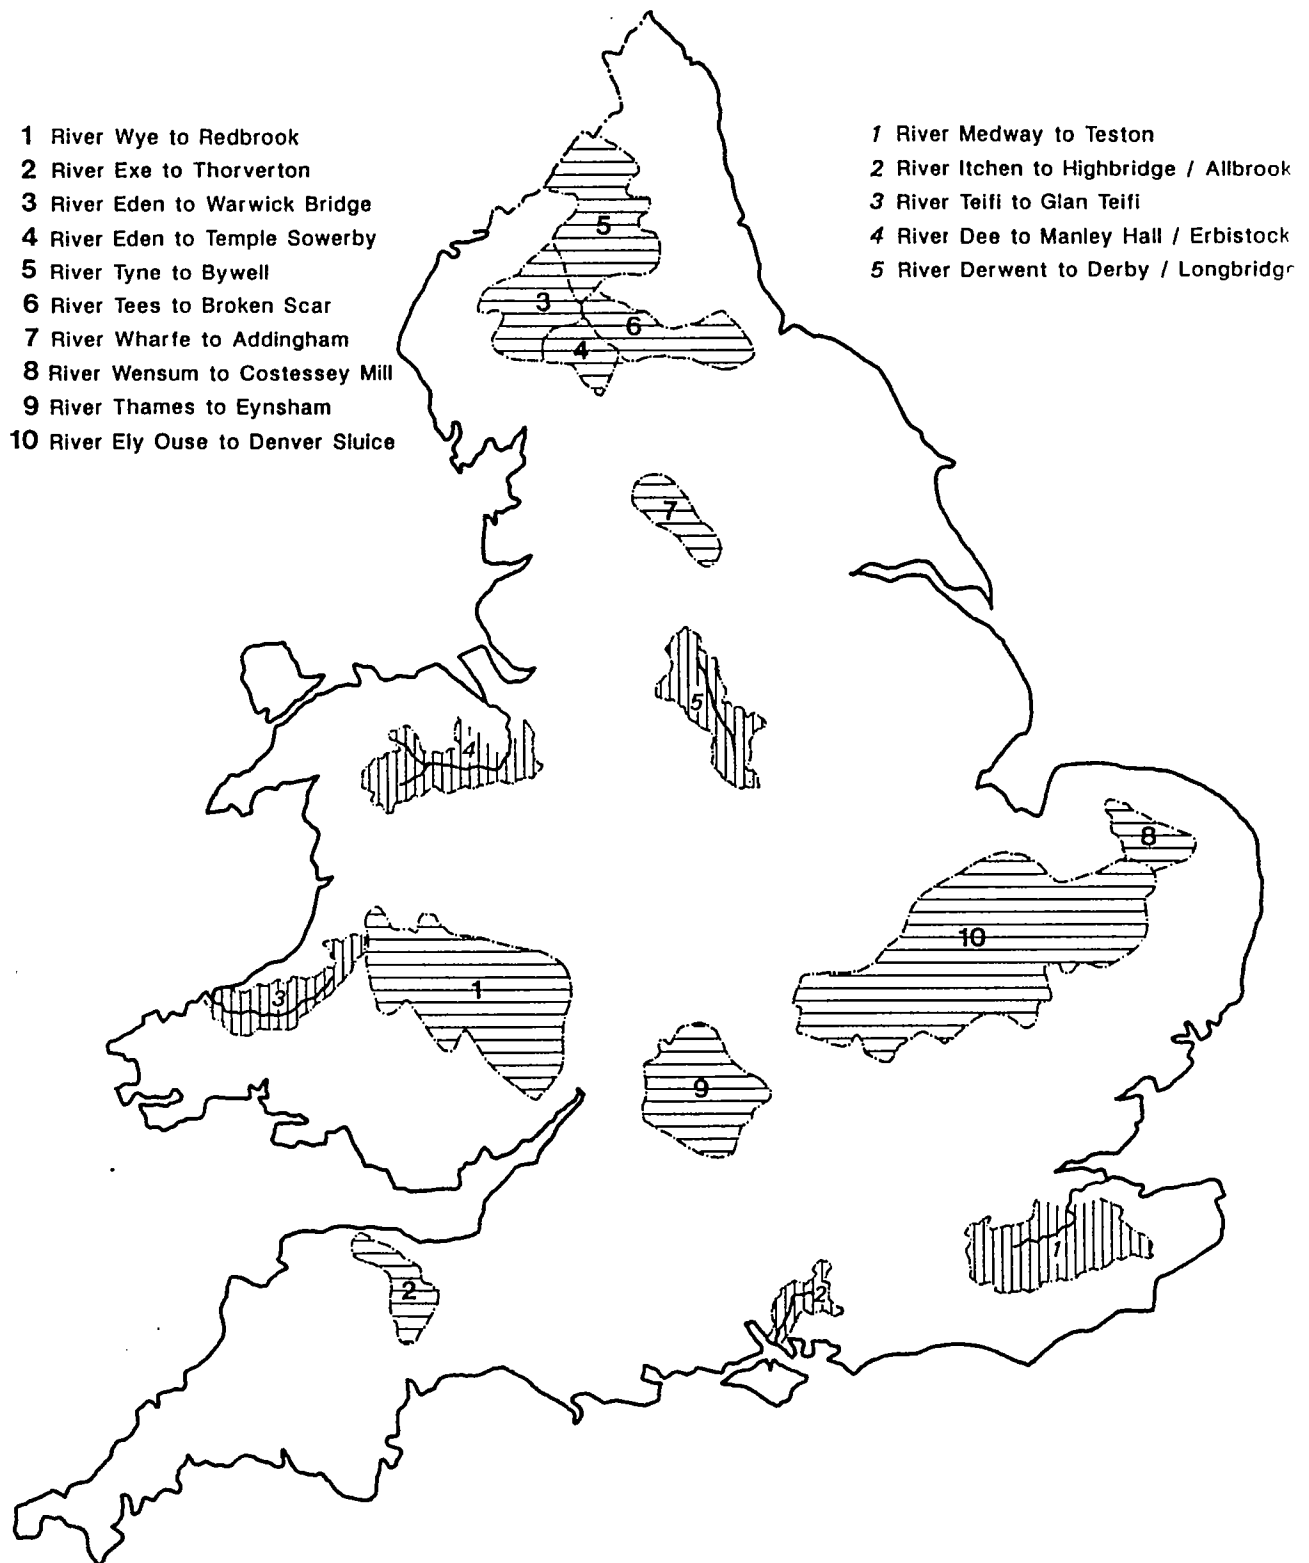 1 River Wye to Redbrook
2 River Exe to Thorverton
3 River Eden to Warwick Bridge
4 River Eden to Temple Sowerby
5 River Tyne to Bywell
6 River Tees to Broken Scar
7 River Wharfe to Addingham
8 River Wensum to Costessey Mill
9 River Thames to Eynsham
10 River Ely Ouse to Denver Sluice
1 River Medway to Teston
2 River Itchen to Highbridge / Allbrook
3 River Teifi to Glan Teifi
4 River Dee to Manley Hall / Erbistock
5 River Derwent to Derby / Longbridge
5
3
6
4
7
5
4
8
10
1
3
9
1
2
2